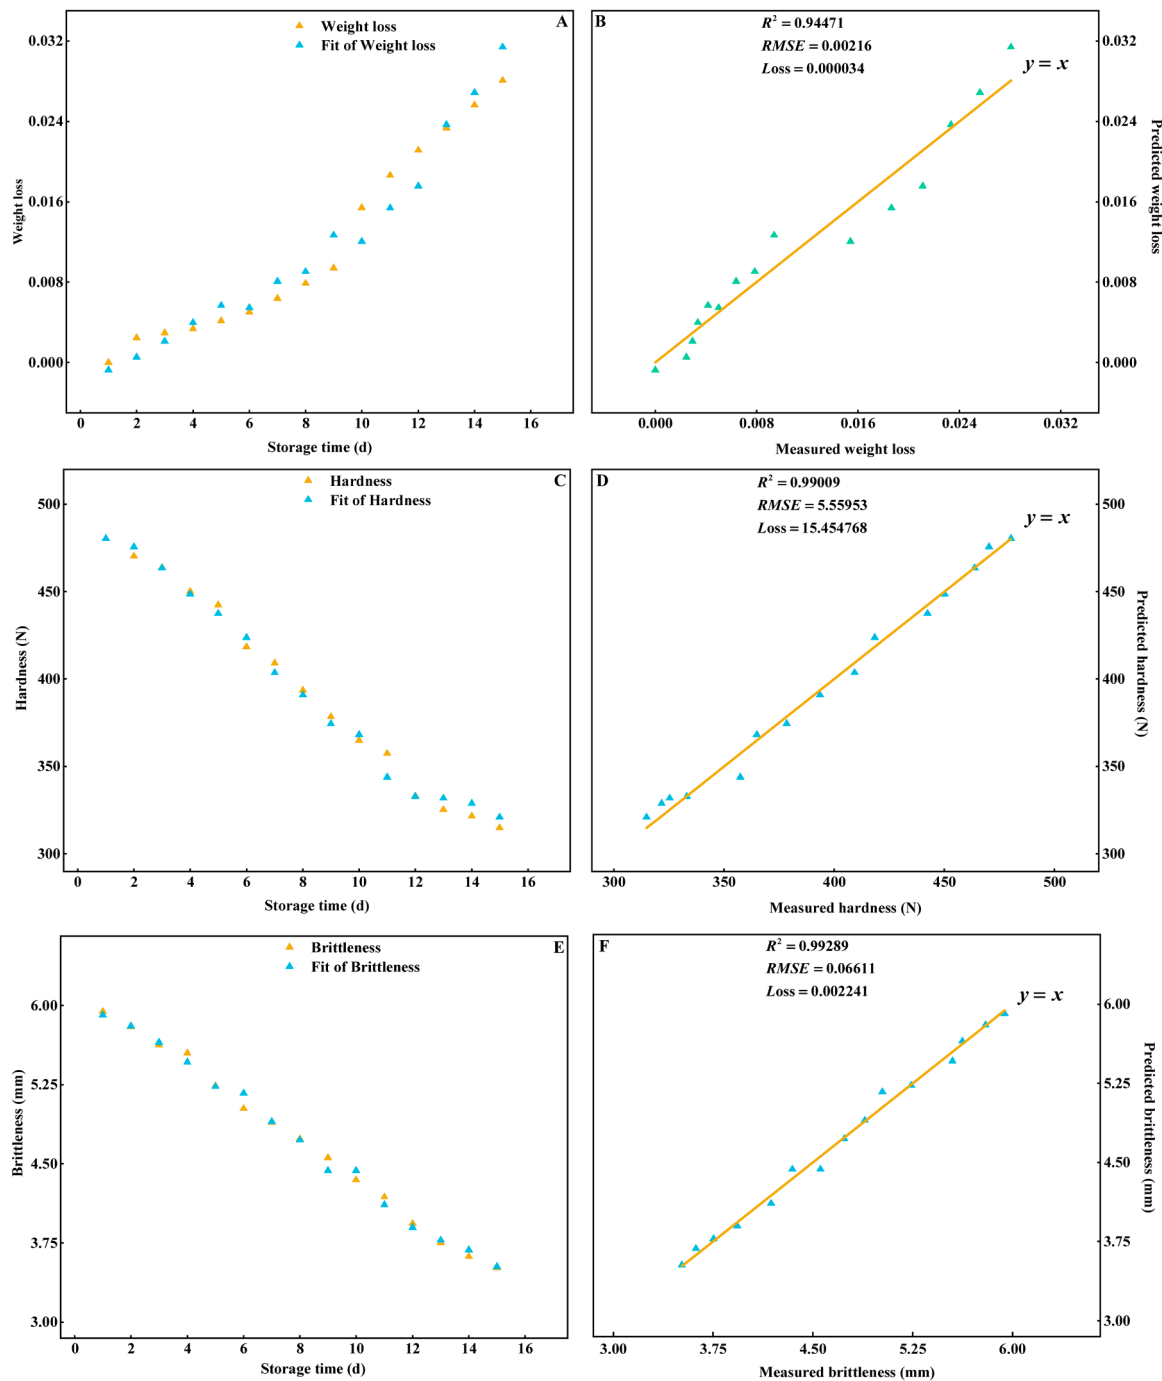 A
Weight loss
Fit of Weight loss
0.032
0.024
0.016
0.008
0.000
Weight loss
0 2 4 6 8 10 12 14 16
Storage time (d)
B
R² = 0.94471
RMSE = 0.00216
Loss = 0.000034
y = x
0.032
0.024
0.016
0.008
0.000
Predicted weight loss
0.000 0.008 0.016 0.024 0.032
Measured weight loss
C
Hardness
Fit of Hardness
500
450
400
350
300
Hardness (N)
0 2 4 6 8 10 12 14 16
Storage time (d)
D
R² = 0.99009
RMSE = 5.55953
Loss = 15.454768
y = x
500
450
400
350
300
Predicted hardness (N)
300 350 400 450 500
Measured hardness (N)
E
Brittleness
Fit of Brittleness
6.00
5.25
4.50
3.75
3.00
Brittleness (mm)
0 2 4 6 8 10 12 14 16
Storage time (d)
F
R² = 0.99289
RMSE = 0.06611
Loss = 0.002241
y = x
6.00
5.25
4.50
3.75
3.00
Predicted brittleness (mm)
3.00 3.75 4.50 5.25 6.00
Measured brittleness (mm)